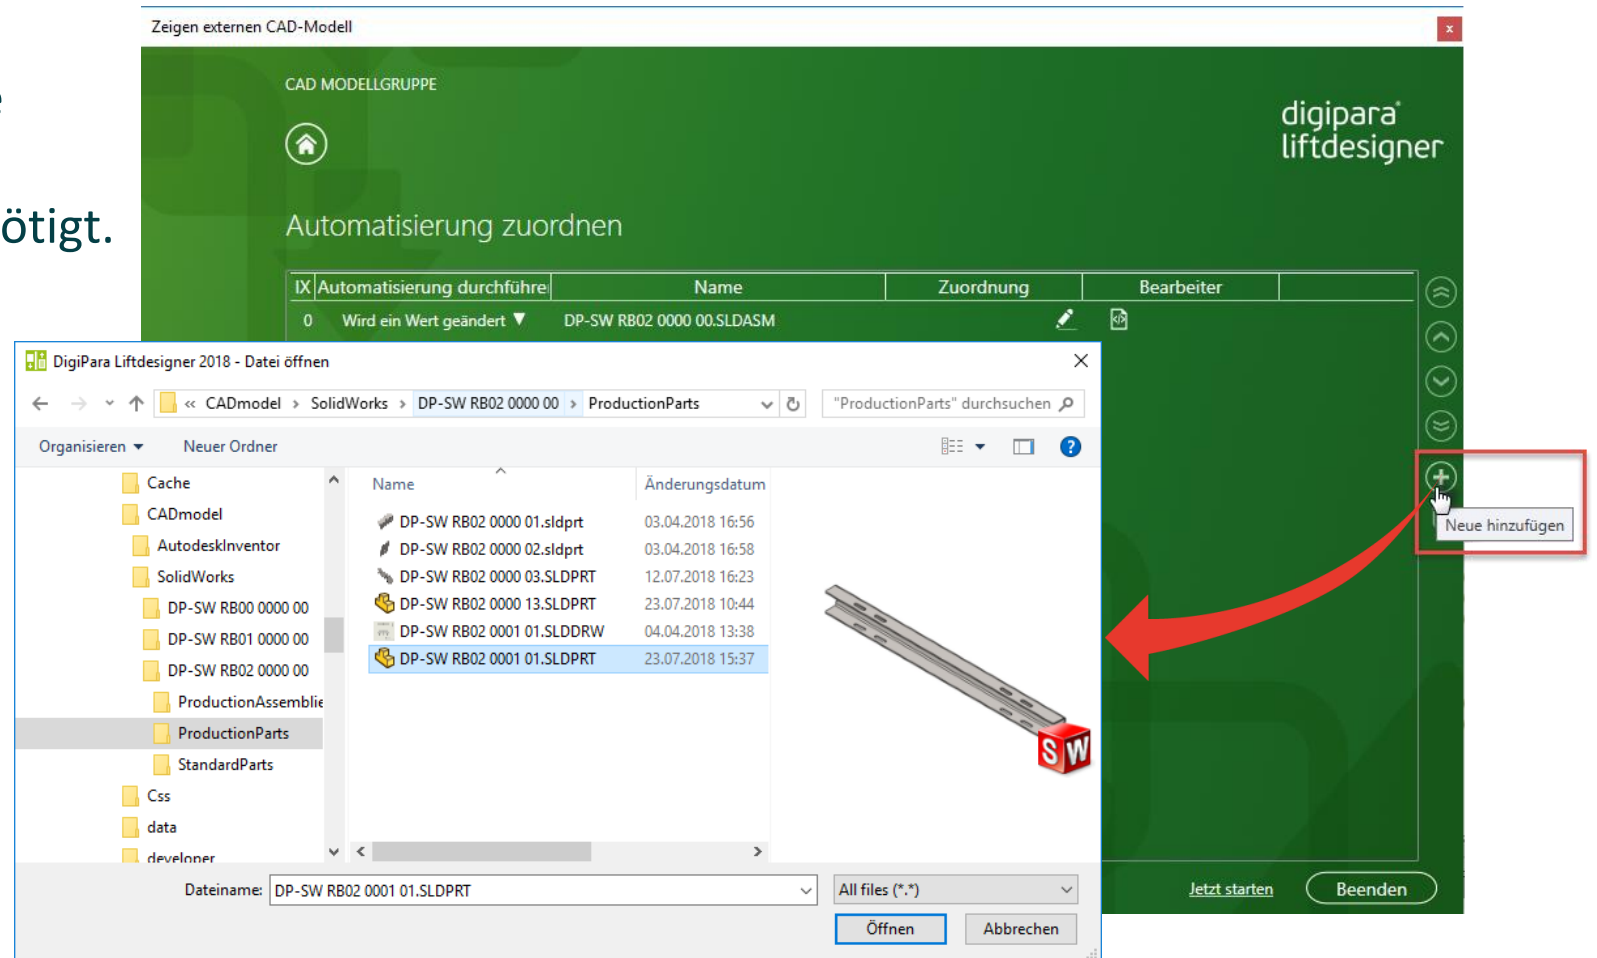 ötigt.
Zeigen externen CAD-Modell
x
CAD MODELLGRUPPE
digipara
liftdesigner
Automatisierung zuordnen
IX Automatisierung durchführe Name Zuordnung Bearbeiter
0 Wird ein Wert geändert DP-SW RB02 0000 00.SLDASM
DigiPara Liftdesigner 2018 - Datei öffnen
« CADmodel › SolidWorks › DP-SW RB02 0000 00 › ProductionParts
"ProductionParts" durchsuchen
Organisieren Neuer Ordner
?
Cache
CADmodel
AutodeskInventor
SolidWorks
DP-SW RB00 0000 00
DP-SW RB01 0000 00
DP-SW RB02 0000 00
ProductionAssemblie
ProductionParts
StandardParts
Css
data
developer
Name Änderungsdatum
DP-SW RB02 0000 01.sldprt 03.04.2018 16:56
DP-SW RB02 0000 02.sldprt 03.04.2018 16:58
DP-SW RB02 0000 03.SLDPRT 12.07.2018 16:23
DP-SW RB02 0000 13.SLDPRT 23.07.2018 10:44
DP-SW RB02 0001 01.SLDDRW 04.04.2018 13:38
DP-SW RB02 0001 01.SLDPRT 23.07.2018 15:37
SW
Neue hinzufügen
Dateiname: DP-SW RB02 0001 01.SLDPRT All files (*.*)
Öffnen Abbrechen
Jetzt starten Beenden